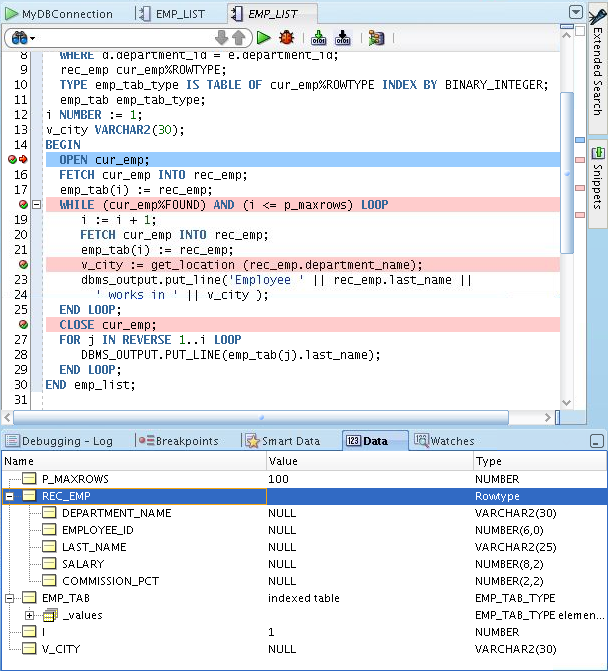 MyDBConnection EMP_LIST EMP_LIST
8 WHERE d.department_id = e.department_id;
9 rec_emp cur_emp%ROWTYPE;
10 TYPE emp_tab_type IS TABLE OF cur_emp%ROWTYPE INDEX BY BINARY_INTEGER;
11 emp_tab emp_tab_type;
12 i NUMBER := 1;
13 v_city VARCHAR2(30);
14 BEGIN
OPEN cur_emp;
16 FETCH cur_emp INTO rec_emp;
17 emp_tab(i) := rec_emp;
WHILE (cur_emp%FOUND) AND (i <= p_maxrows) LOOP
19 i := i + 1;
20 FETCH cur_emp INTO rec_emp;
21 emp_tab(i) := rec_emp;
v_city := get_location (rec_emp.department_name);
23 dbms_output.put_line('Employee ' || rec_emp.last_name ||
24 ' works in ' || v_city );
25 END LOOP;
CLOSE cur_emp;
27 FOR j IN REVERSE 1..i LOOP
28 DBMS_OUTPUT.PUT_LINE(emp_tab(j).last_name);
29 END LOOP;
30 END emp_list;
31
Extended Search
Snippets
Debugging - Log Breakpoints Smart Data Data Watches
Name Value Type
P_MAXROWS 100 NUMBER
REC_EMP Rowtype
DEPARTMENT_NAME NULL VARCHAR2(30)
EMPLOYEE_ID NULL NUMBER(6,0)
LAST_NAME NULL VARCHAR2(25)
SALARY NULL NUMBER(8,2)
COMMISSION_PCT NULL NUMBER(2,2)
EMP_TAB indexed table EMP_TAB_TYPE
_values EMP_TAB_TYPE elemen...
I 1 NUMBER
V_CITY NULL VARCHAR2(30)